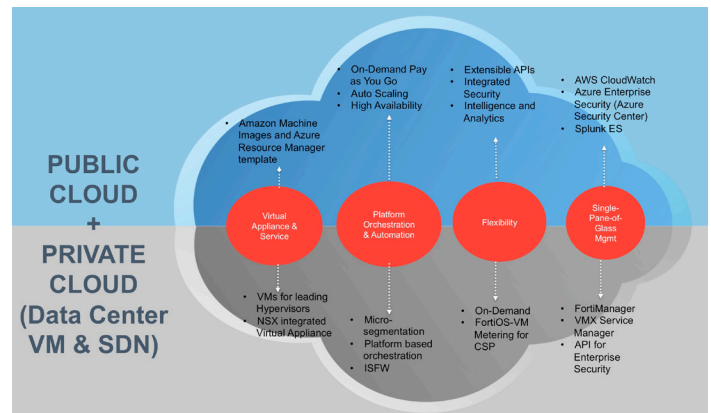 PUBLIC
CLOUD
+
PRIVATE
CLOUD
(Data Center
VM & SDN)
• Amazon Machine
Images and Azure
Resource Manager
template
• On-Demand Pay
as You Go
• Auto Scaling
• High Availability
• Extensible APIs
• Integrated
Security
• Intelligence and
Analytics
• AWS CloudWatch
• Azure Enterprise
Security (Azure
Security Center)
• Splunk ES
Virtual
Appliance &
Service
Platform
Orchestration
& Automation
Flexibility
Single-
Pane-of-
Glass
Mgmt
• VMs for leading
Hypervisors
• NSX integrated
Virtual Appliance
• Micro-
segmentation
• Platform based
orchestration
• ISFW
• On-Demand
• FortiOS-VM
Metering for
CSP
• FortiManager
• VMX Service
Manager
• API for
Enterprise
Security